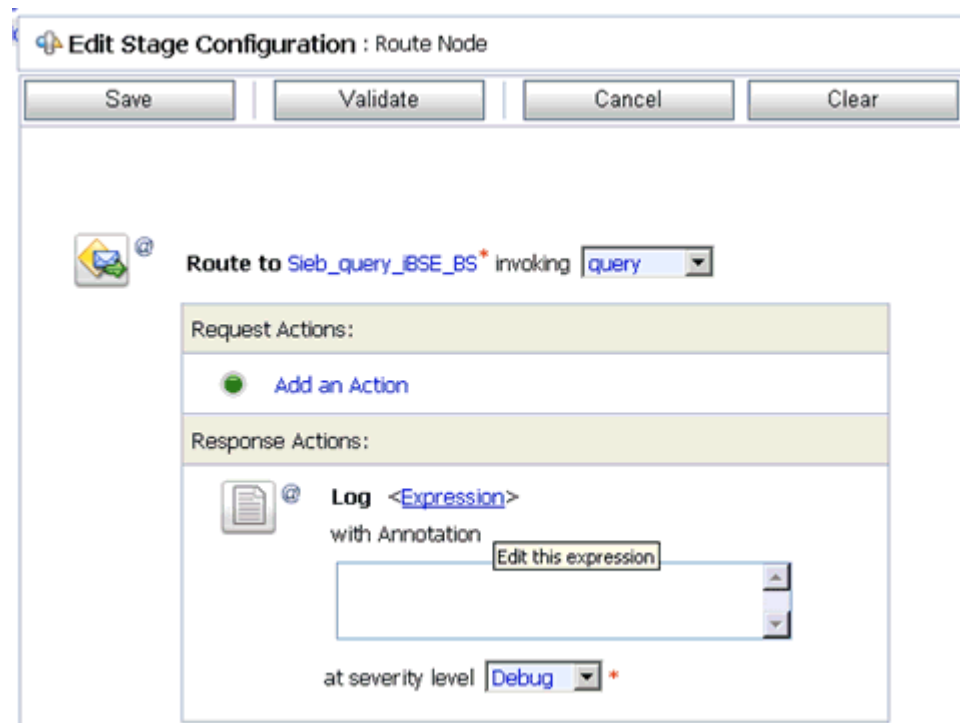 Edit Stage Configuration : Route Node
Save Validate Cancel Clear
@
Route to Sieb_query_iBSE_BS* invoking query
Request Actions:
Add an Action
Response Actions:
@ Log <Expression>
with Annotation
Edit this expression
at severity level Debug *